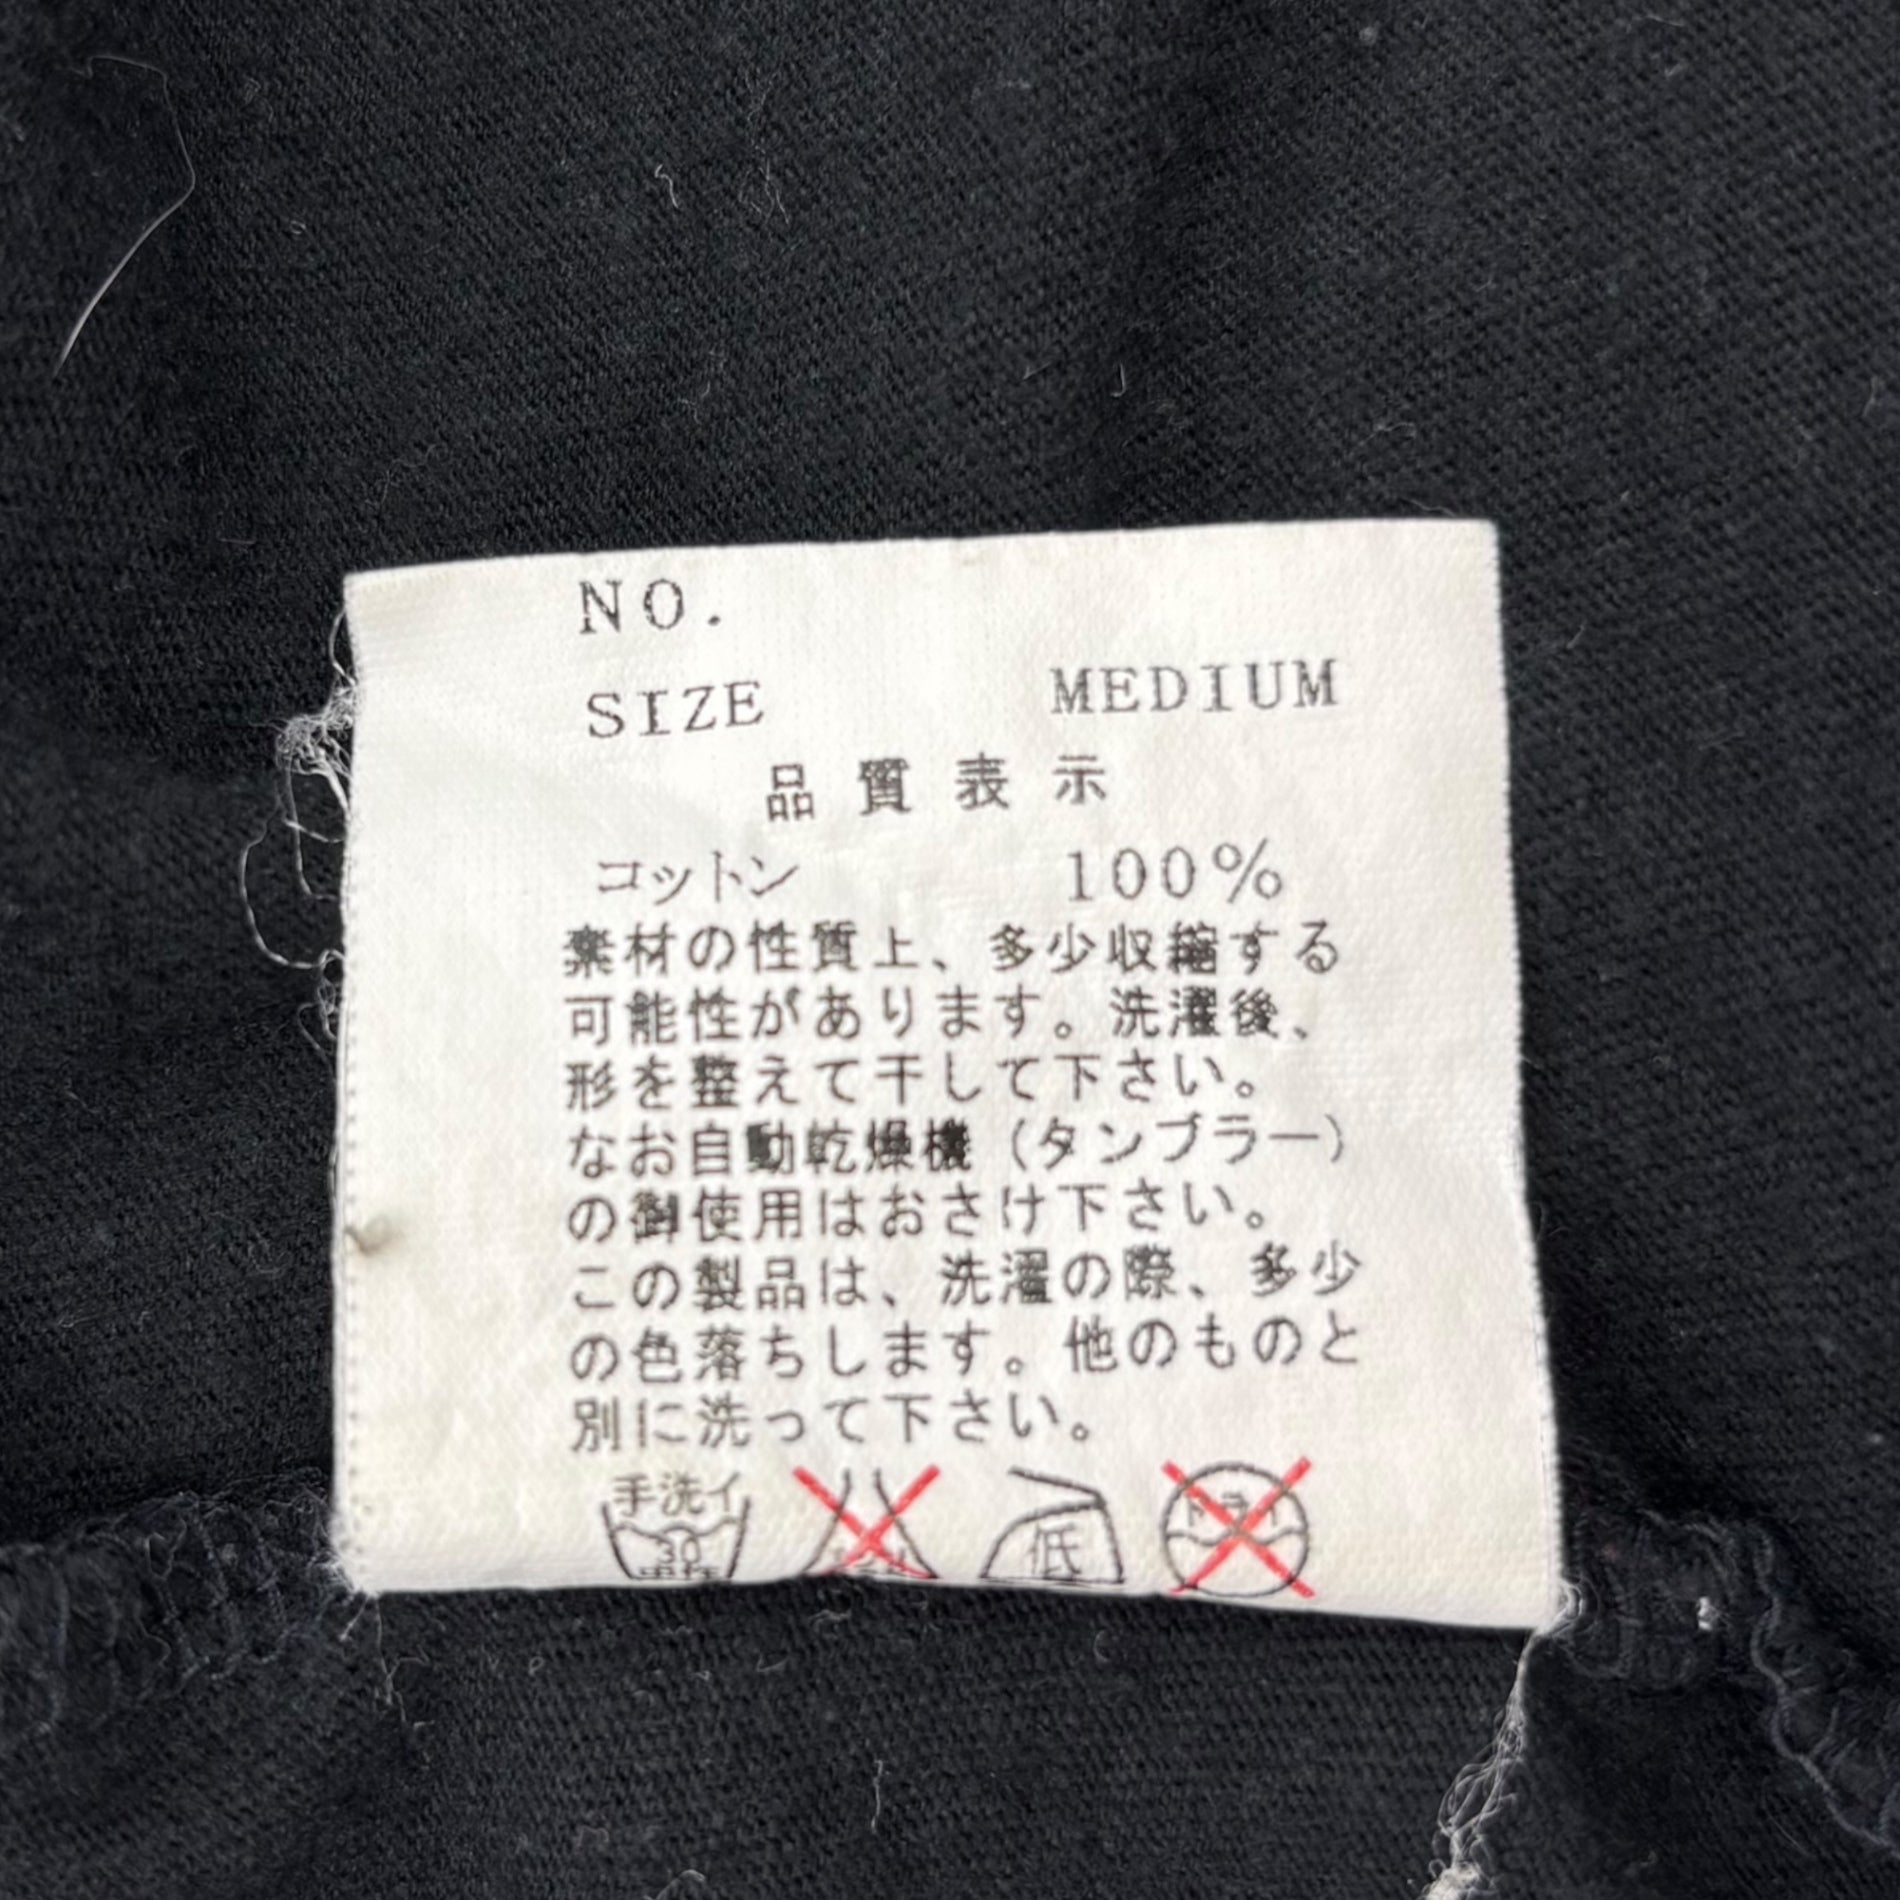 NO.
SIZE MEDIUM
品質表示
コットン 100%
素材の性質上、多少収縮する
可能性があります。洗濯後、
形を整えて干して下さい。
なお自動乾燥機（タンブラー）
の御使用はおさけ下さい。
この製品は、洗濯の際、多少
の色落ちします。他のものと
別に洗って下さい。
手洗イ 低 ドライ
30